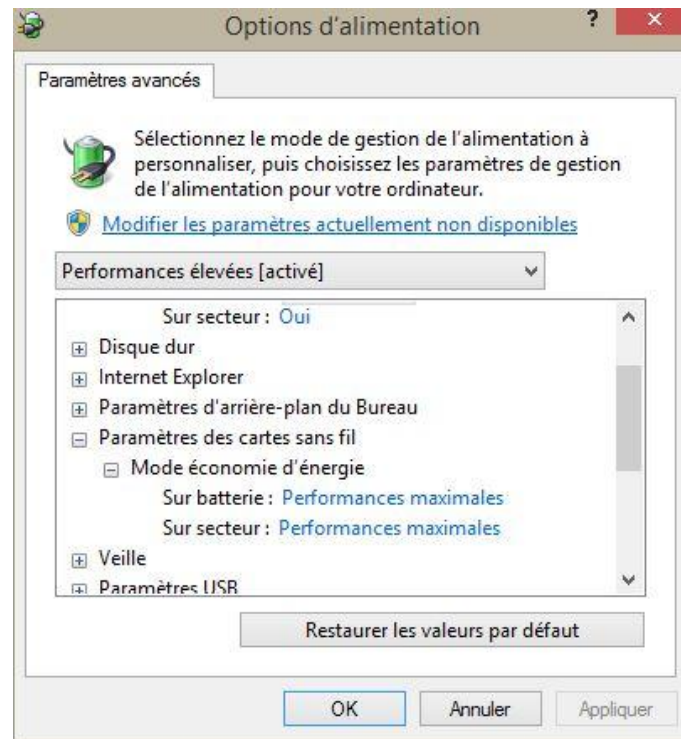 Options d'alimentation
?
Paramètres avancés
Sélectionnez le mode de gestion de l'alimentation à
personnaliser, puis choisissez les paramètres de gestion
de l'alimentation pour votre ordinateur.
Modifier les paramètres actuellement non disponibles
Performances élevées [activé]
Sur secteur : Oui
Disque dur
Internet Explorer
Paramètres d'arrière-plan du Bureau
Paramètres des cartes sans fil
Mode économie d'énergie
Sur batterie : Performances maximales
Sur secteur : Performances maximales
Veille
Paramètres USB
Restaurer les valeurs par défaut
OK
Annuler
Appliquer